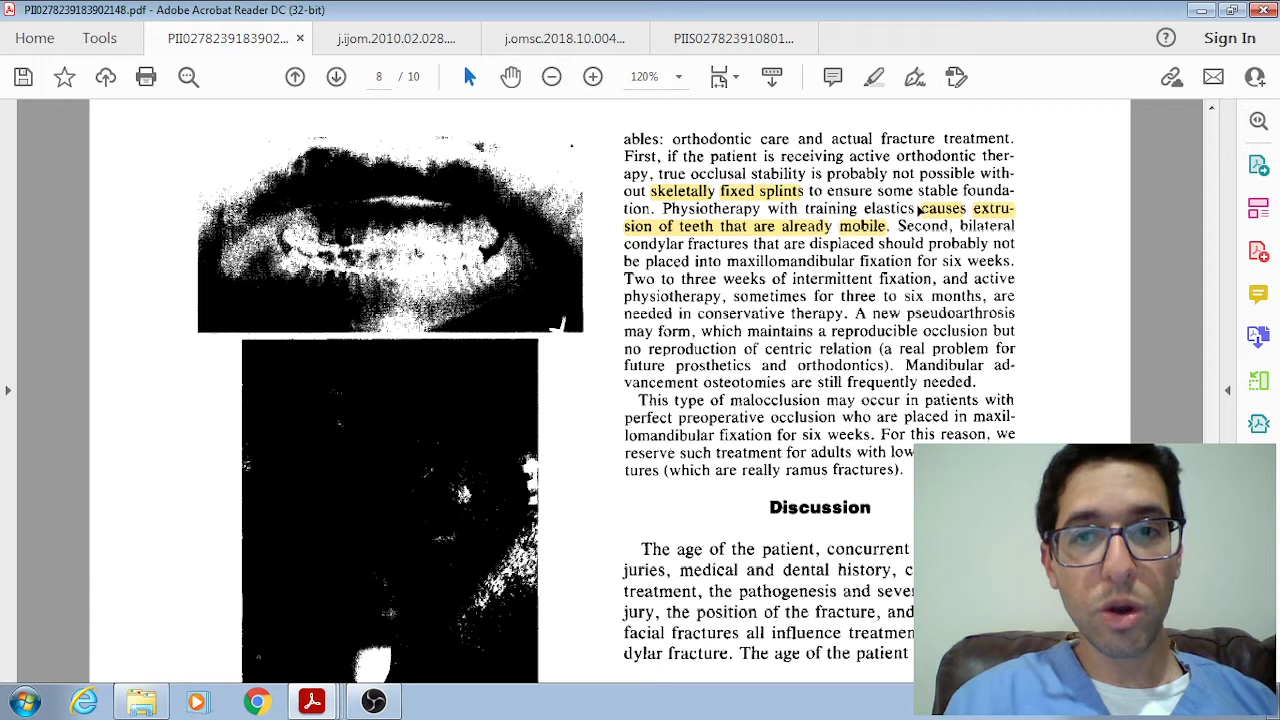 PII0278239183902148.pdf - Adobe Acrobat Reader DC (32-bit)
Home Tools PII0278239183902... × j.ijom.2010.02.028.... j.omsc.2018.10.004... PIIS027823910801... Sign In
8 / 10 120%
ables: orthodontic care and actual fracture treatment.
First, if the patient is receiving active orthodontic ther-
apy, true occlusal stability is probably not possible with-
out skeletally fixed splints to ensure some stable founda-
tion. Physiotherapy with training elastics causes extru-
sion of teeth that are already mobile. Second, bilateral
condylar fractures that are displaced should probably not
be placed into maxillomandibular fixation for six weeks.
Two to three weeks of intermittent fixation, and active
physiotherapy, sometimes for three to six months, are
needed in conservative therapy. A new pseudoarthrosis
may form, which maintains a reproducible occlusion but
no reproduction of centric relation (a real problem for
future prosthetics and orthodontics). Mandibular ad-
vancement osteotomies are still frequently needed.
This type of malocclusion may occur in patients with
perfect preoperative occlusion who are placed in maxil-
lomandibular fixation for six weeks. For this reason, we
reserve such treatment for adults with low
tures (which are really ramus fractures).
Discussion
The age of the patient, concurrent
juries, medical and dental history, c
treatment, the pathogenesis and seve
jury, the position of the fracture, and
facial fractures all influence treatmen
dylar fracture. The age of the patient